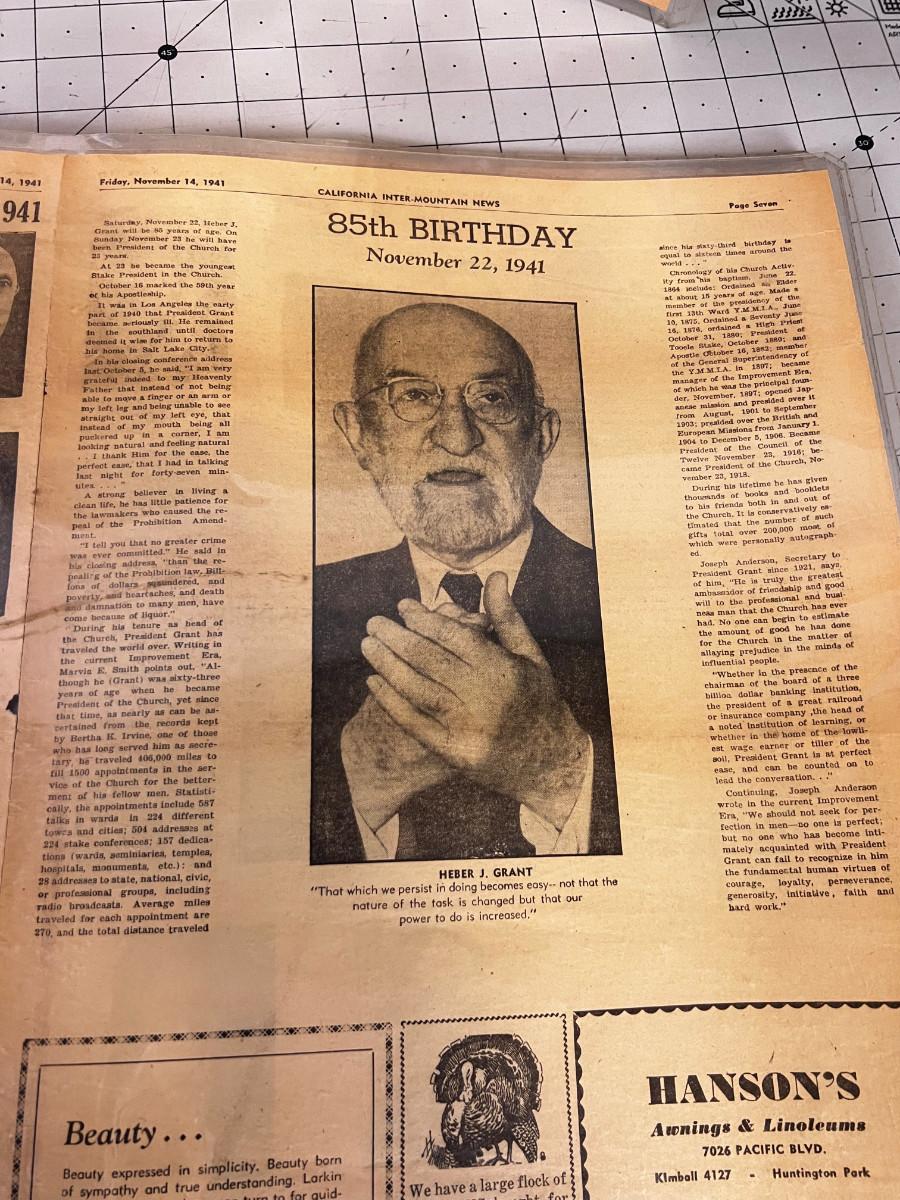 14, 1941
941
Friday, November 14, 1941
CALIFORNIA INTER-MOUNTAIN NEWS
Page Seven
85th BIRTHDAY
November 22, 1941
Saturday, November 22, Heber J.
Grant will be 85 years of age. On
Sunday November 23 he will have
been President of the Church for
23 years.
At 23 he became the youngest
Stake President in the Church.
October 16 marked the 59th year
of his Apostleship.
It was in Los Angeles the early
part of 1940 that President Grant
became seriously ill. He remained
in the southland until doctors
deemed it wise for him to return to
his home in Salt Lake City.
In his closing conference address
last October 5, he said, "I am very
grateful indeed to my Heavenly
Father that instead of not being
able to move a finger or an arm or
my left leg and being unable to see
straight out of my left eye, that
instead of my mouth being all
puckered up in a corner, I am
looking natural and feeling natural
. . . I thank Him for the ease, the
perfect ease, that I had in talking
last night for forty-seven min-
utes. . . ."
A strong believer in living a
clean life, he has little patience for
the lawmakers who caused the re-
peal of the Prohibition Amend-
ment.
"I tell you that no greater crime
was ever committed." He said in
his closing address, "than the re-
pealing of the Prohibition law. Bill-
ions of dollars squandered, and
poverty, and heartaches, and death
and damnation to many men, have
come because of liquor."
During his tenure as head of
the Church, President Grant has
traveled the world over. Writing in
the current Improvement Era,
Marvin E. Smith points out, "Al-
though he (Grant) was sixty-three
years of age when he became
President of the Church, yet since
that time, as nearly as can be as-
certained from the records kept
by Bertha K. Irvine, one of those
who has long served him as secre-
tary, he traveled 406,000 miles to
fill 1500 appointments in the ser-
vice of the Church for the better-
ment of his fellow men. Statisti-
cally, the appointments include 587
talks in wards in 224 different
towns and cities; 504 addresses at
224 stake conferences; 157 dedica-
tions (wards, seminiaries, temples,
hospitals, monuments, etc.): and
28 addresses to state, national, civic,
or professional groups, including
radio broadcasts. Average miles
traveled for each appointment are
270, and the total distance traveled
HEBER J. GRANT
"That which we persist in doing becomes easy-- not that the
nature of the task is changed but that our
power to do is increased."
since his sixty-third birthday is
equal to sixteen times around the
world . . ."
Chronology of his Church Activ-
ity from his baptism, June 22,
1864 include: Ordained an Elder
at about 15 years of age. Made a
member of the presidency of the
first 13th Ward Y.M.M.I.A., June
10, 1875. Ordained a Seventy June
16, 1876, ordained a High Priest
October 31, 1880; President of
Tooele Stake, October 1880; and
Apostle October 16, 1882; member
of the General Superintendency of
the Y.M.M.I.A. in 1897; became
manager of the Improvement Era,
of which he was the principal foun-
der, November, 1897; opened Jap-
anese mission and presided over it
from August, 1901 to September
1903; presided over the British and
European Missions from January 1,
1904 to December 5, 1906. Became
President of the Council of the
Twelve November 23, 1916; be-
came President of the Church, No-
vember 23, 1918.
During his lifetime he has given
thousands of books and booklets
to his friends both in and out of
the Church. It is conservatively es-
timated that the number of such
gifts total over 200,000 most of
which were personally autograph-
ed.
Joseph Anderson, Secretary to
President Grant since 1921, says,
of him, "He is truly the greatest
ambassador of friendship and good
will to the professional and busi-
ness man that the Church has ever
had. No one can begin to estimate
the amount of good he has done
for the Church in the matter of
allaying prejudice in the minds of
influential people.
"Whether in the presence of the
chairman of the board of a three
billion dollar banking institution,
the president of a great railroad
or insurance company ,the head of
a noted institution of learning, or
whether in the home of the lowli-
est wage earner or tiller of the
soil, President Grant is at perfect
ease, and can be counted on to
lead the conversation. . ."
Continuing, Joseph Anderson
wrote in the current Improvement
Era, "We should not seek for per-
fection in men—no one is perfect;
but no one who has become inti-
mately acquainted with President
Grant can fail to recognize in him
the fundamental human virtues of
courage, loyalty, perseverance,
generosity, initiative, faith and
hard work."
Beauty . . .
Beauty expressed in simplicity. Beauty born
of sympathy and true understanding. Larkin
turn to for guid-
We have a large flock of
for
HANSON'S
Awnings & Linoleums
7026 PACIFIC BLVD.
KImball 4127 - Huntington Park
45
30